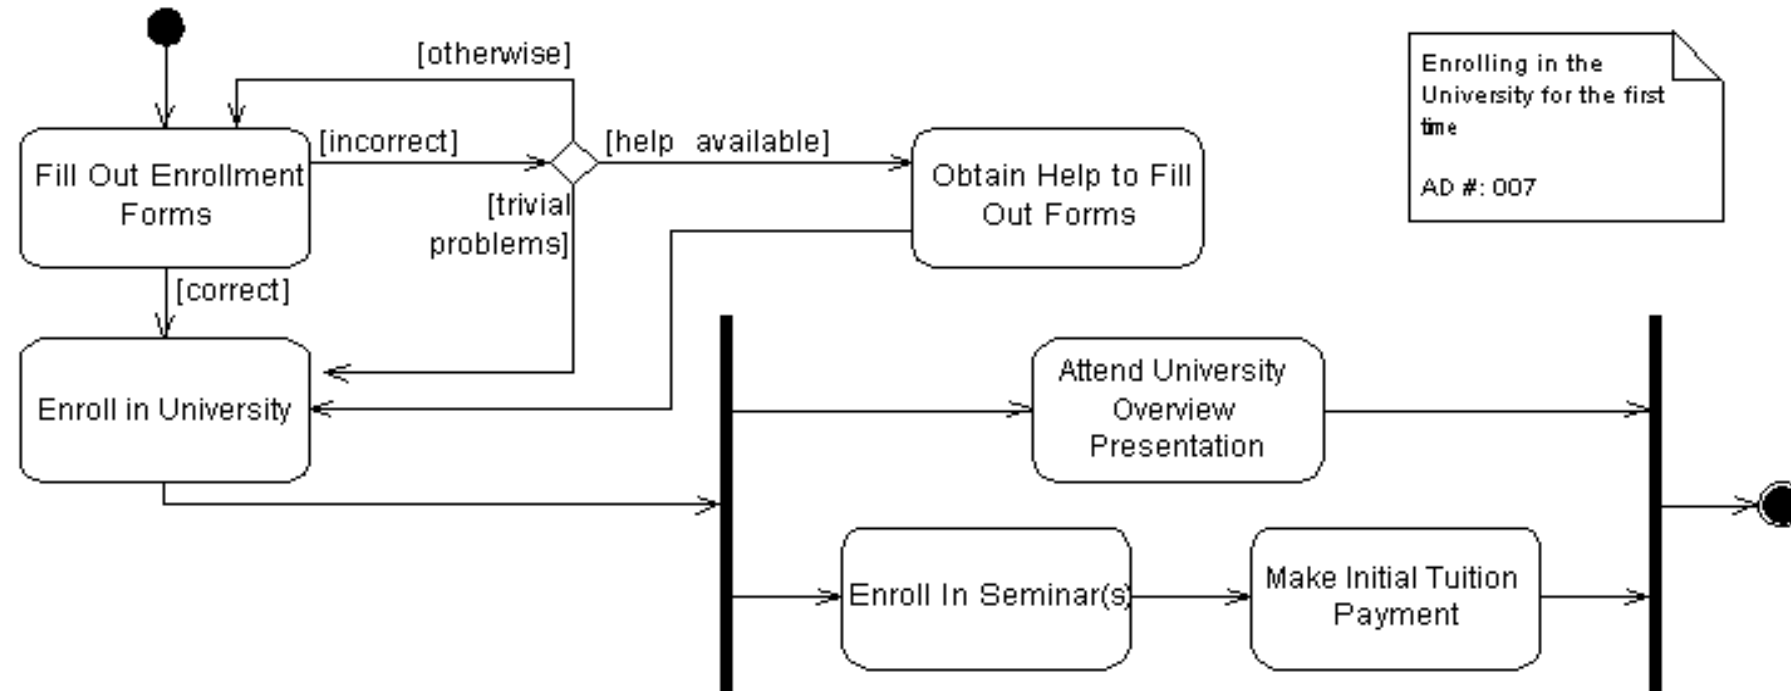 [otherwise]
Enrolling in the
University for the first
time
AD #: 007
[incorrect]
[help available]
Fill Out Enrollment
Forms
Obtain Help to Fill
Out Forms
[trivial
problems]
[correct]
Enroll in University
Attend University
Overview
Presentation
Enroll In Seminar(s)
Make Initial Tuition
Payment